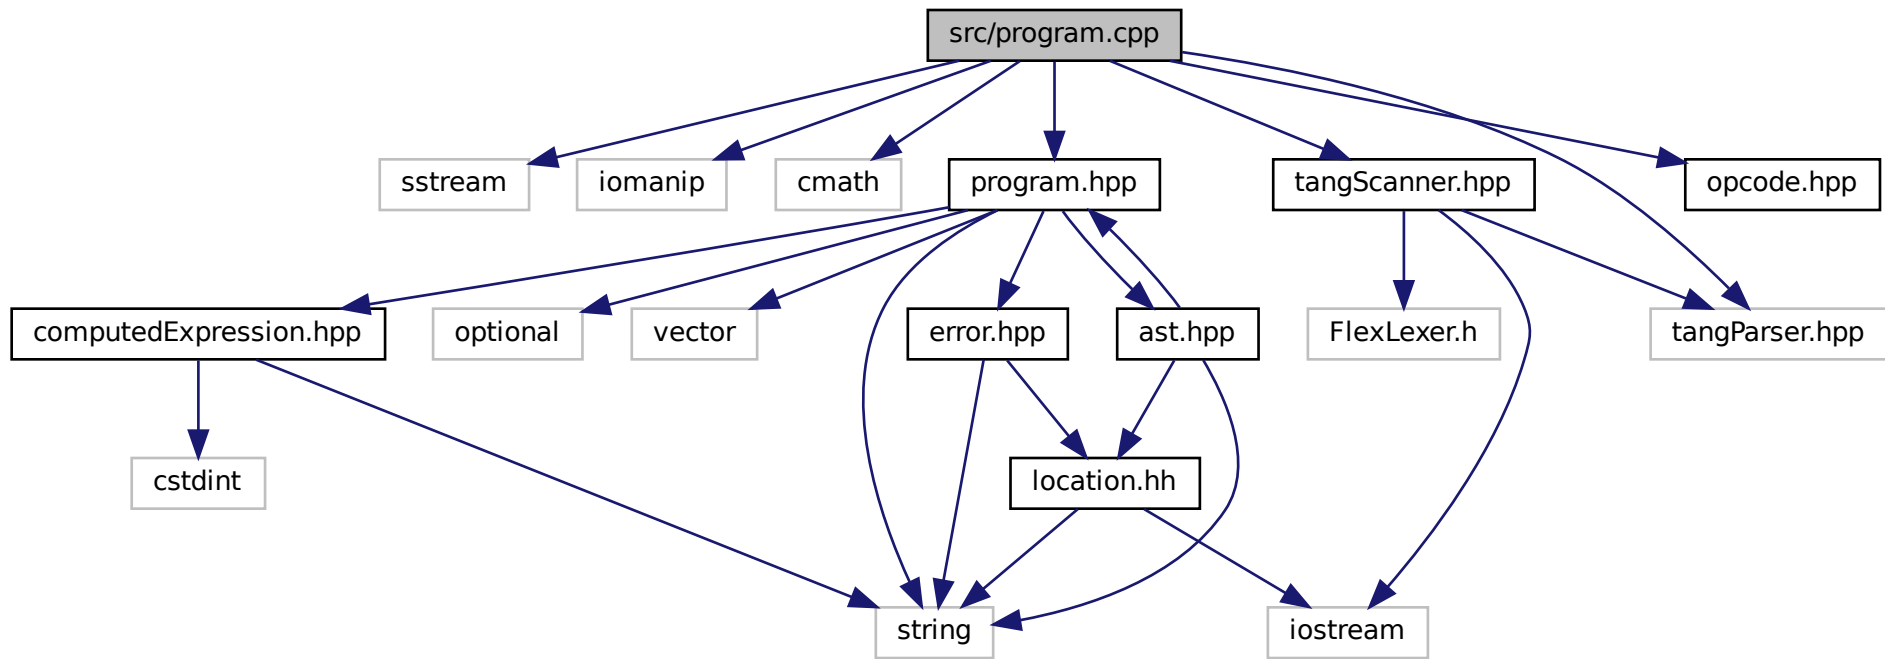 src/program.cpp
sstream
iomanip
cmath
program.hpp
tangScanner.hpp
opcode.hpp
computedExpression.hpp
optional
vector
error.hpp
ast.hpp
FlexLexer.h
tangParser.hpp
cstdint
location.hh
string
iostream